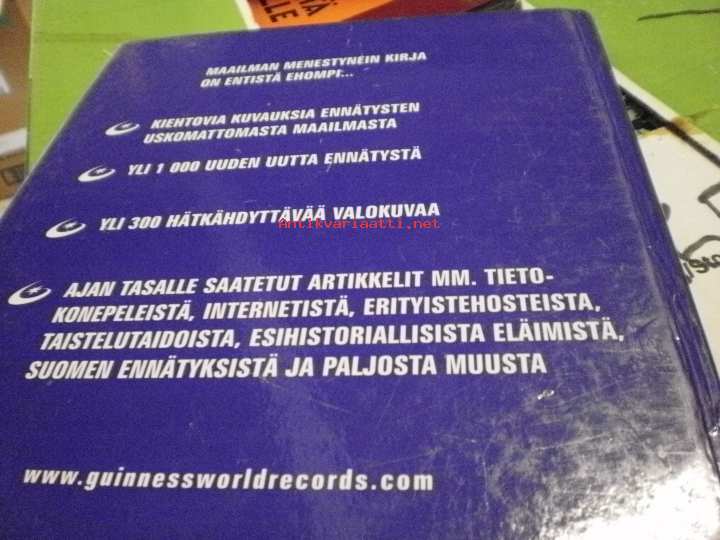 TÄ
LLE
MAAILMAN MENESTYNEIN KIRJA
ON ENTISTÄ EHOMPI...
KIEHTOVIA KUVAUKSIA ENNÄTYSTEN
USKOMATTOMASTA MAAILMASTA
YLI 1 000 UUDEN UUTTA ENNÄTYSTÄ
YLI 300 HÄTKÄHDYTTÄVÄÄ VALOKUVAA
Antikvariaatti.net
AJAN TASALLE SAATETUT ARTIKKELIT MM. TIETO-
KONEPELEISTÄ, INTERNETISTÄ, ERITYISTEHOSTEISTA,
TAISTELUTAIDOISTA, ESIHISTORIALLISISTA ELÄIMISTÄ,
SUOMEN ENNÄTYKSISTÄ JA PALJOSTA MUUSTA
www.guinnessworldrecords.com